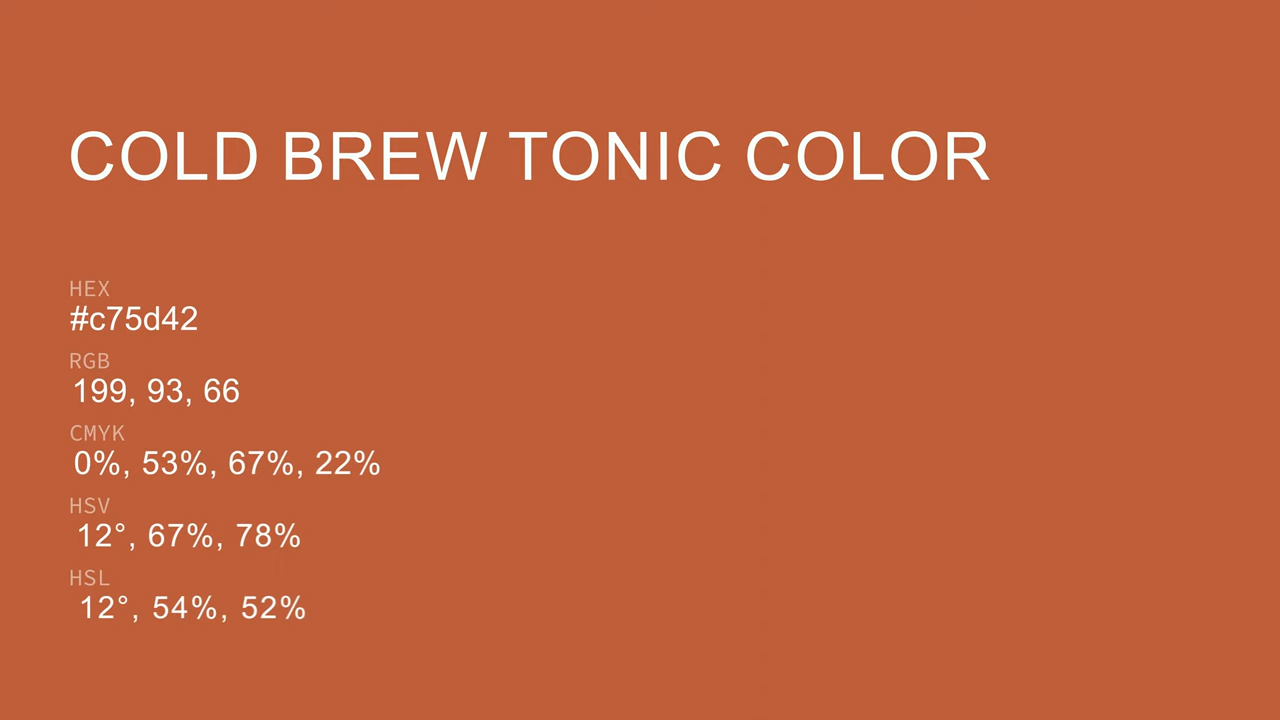 COLD BREW TONIC COLOR
HEX
#c75d42
RGB
199, 93, 66
CMYK
0%, 53%, 67%, 22%
HSV
12°, 67%, 78%
HSL
12°, 54%, 52%